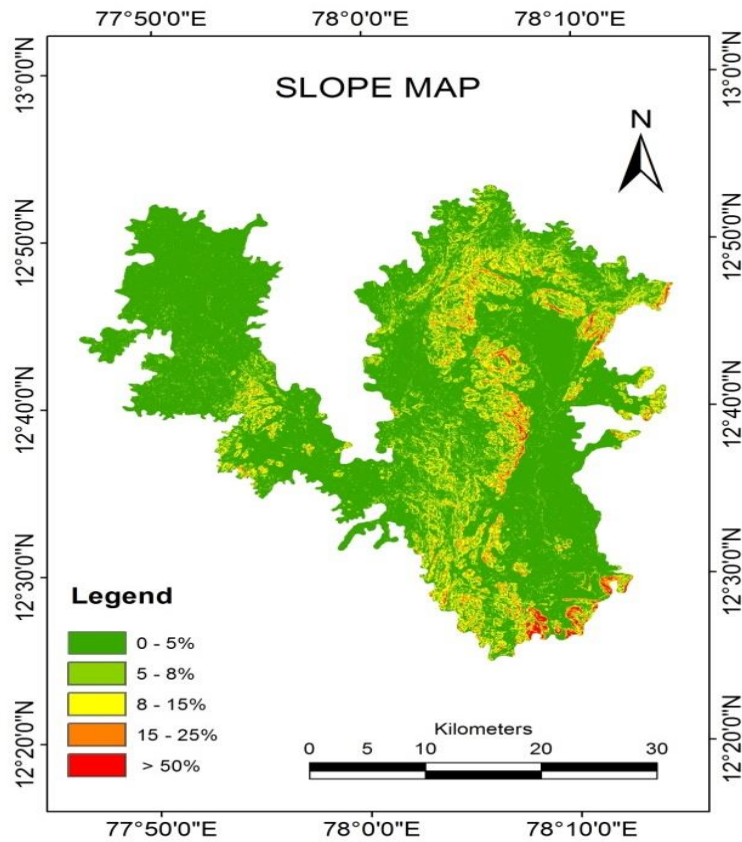 77°50'0"E 78°0'0"E 78°10'0"E
SLOPE MAP
N
13°0'0"N 13°0'0"N
12°50'0"N 12°50'0"N
12°40'0"N 12°40'0"N
12°30'0"N 12°30'0"N
12°20'0"N 12°20'0"N
Legend
0 - 5%
5 - 8%
8 - 15%
15 - 25%
> 50%
Kilometers
0 5 10 20 30
77°50'0"E 78°0'0"E 78°10'0"E